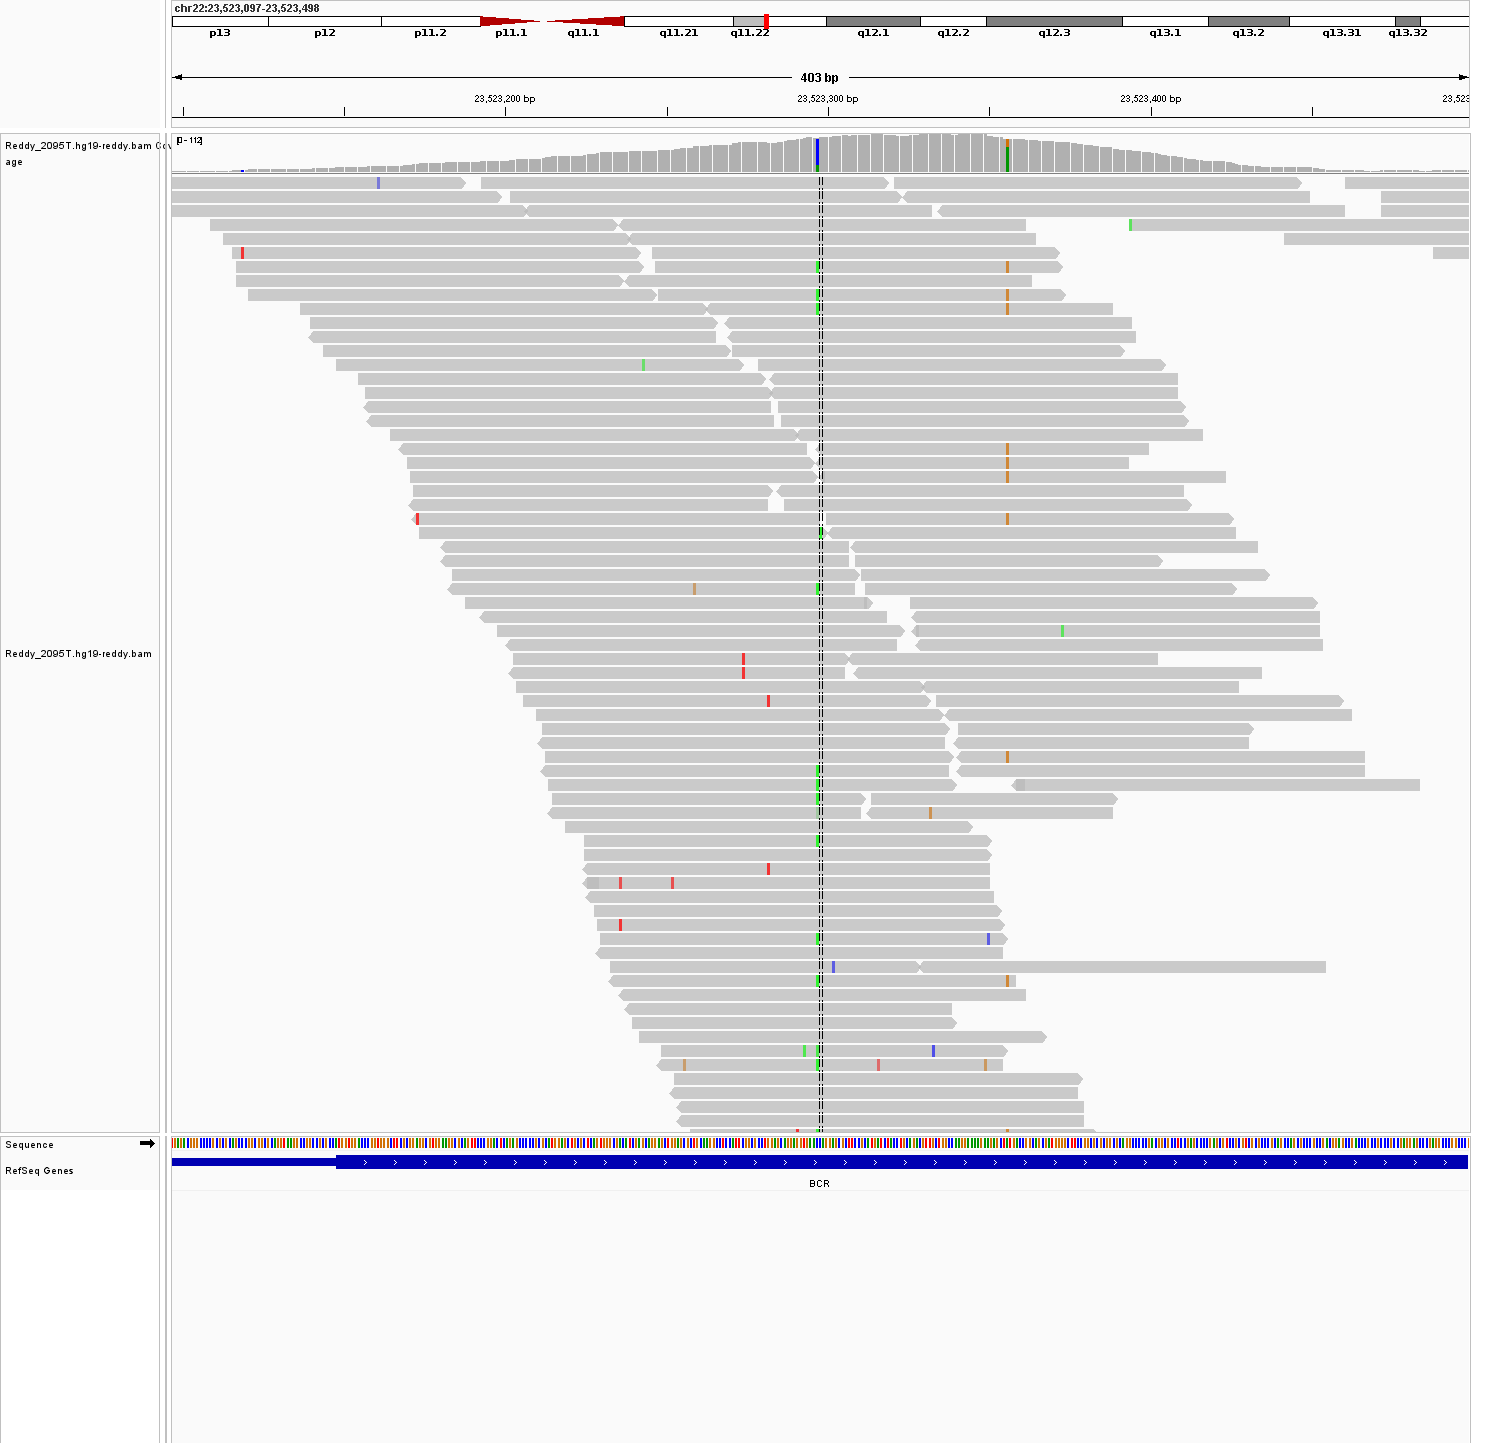 chr22:23,523,097-23,523,498
p13 p12 p11.2 p11.1 q11.1 q11.21 q11.22 q12.1 q12.2 q12.3 q13.1 q13.2 q13.31 q13.32
403 bp
23,523,200 bp 23,523,300 bp 23,523,400 bp 23,523
[0 - 112]
Reddy_2095T.hg19-reddy.bam Cov
age
Reddy_2095T.hg19-reddy.bam
Sequence
RefSeq Genes
BCR